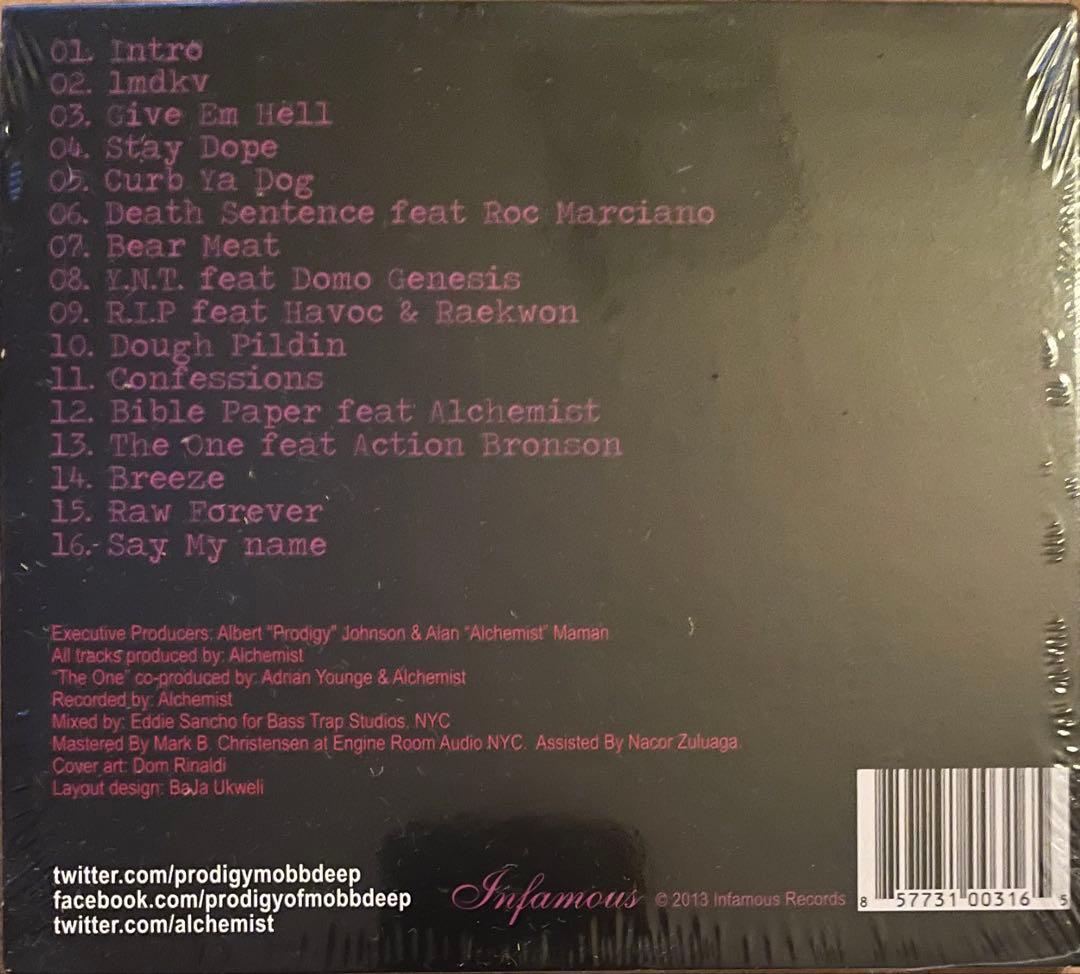 01. Intro
02. lmdkv
03. Give Em Hell
04. Stay Dope
05. Curb Ya Dog
06. Death Sentence feat Roc Marciano
07. Bear Meat
08. Y.N.T. feat Domo Genesis
09. R.I.P feat Havoc & Raekwon
10. Dough Pildin
11. Confessions
12. Bible Paper feat Alchemist
13. The One feat Action Bronson
14. Breeze
15. Raw Forever
16. Say My name
Executive Producers: Albert "Prodigy" Johnson & Alan "Alchemist" Maman
All tracks produced by: Alchemist
"The One" co-produced by: Adrian Younge & Alchemist
Recorded by: Alchemist
Mixed by: Eddie Sancho for Bass Trap Studios, NYC
Mastered By Mark B. Christensen at Engine Room Audio NYC. Assisted By Nacor Zuluaga.
Cover art: Dom Rinaldi
Layout design: BaJa Ukweli
twitter.com/prodigymobbdeep
facebook.com/prodigyofmobbdeep
twitter.com/alchemist
Infamous © 2013 Infamous Records
8 57731 00316 5